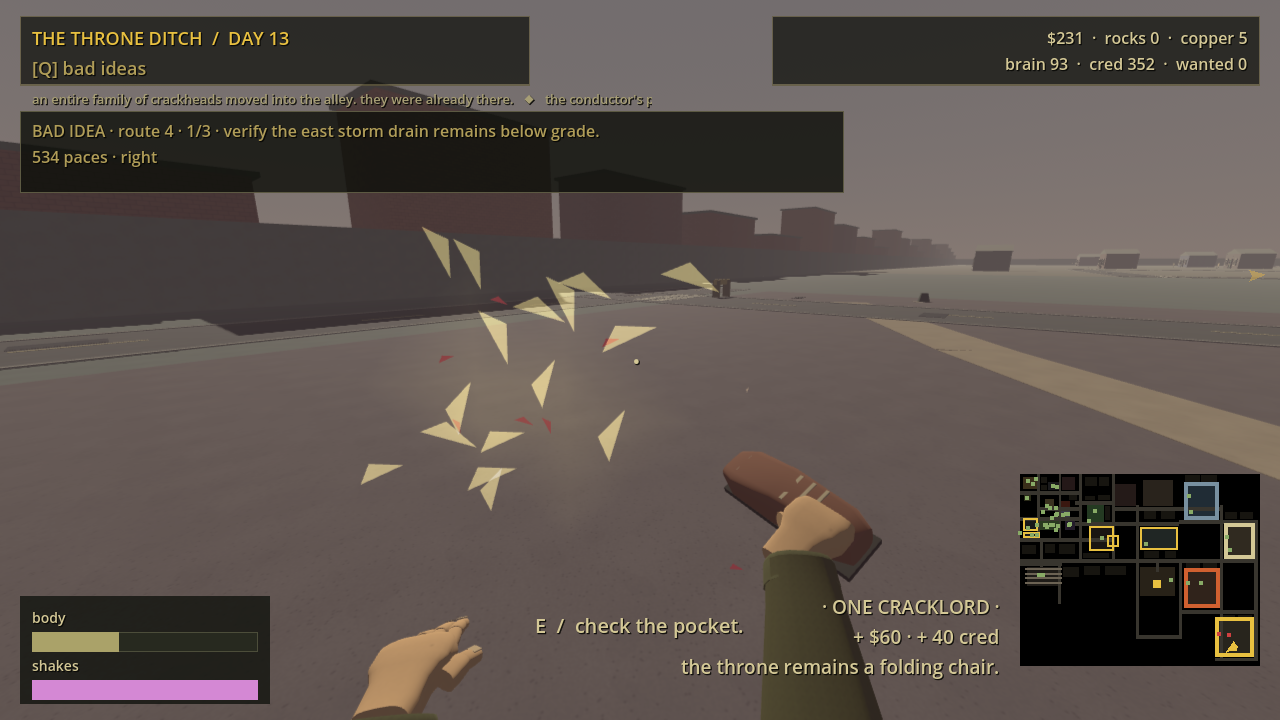 THE THRONE DITCH / DAY 13
[Q] bad ideas
$231 · rocks 0 · copper 5
brain 93 · cred 352 · wanted 0
an entire family of crackheads moved into the alley. they were already there. ◆ the conductor's
BAD IDEA · route 4 · 1/3 · verify the east storm drain remains below grade.
534 paces · right
E / check the pocket.
· ONE CRACKLORD ·
+ $60 · + 40 cred
the throne remains a folding chair.
body
shakes